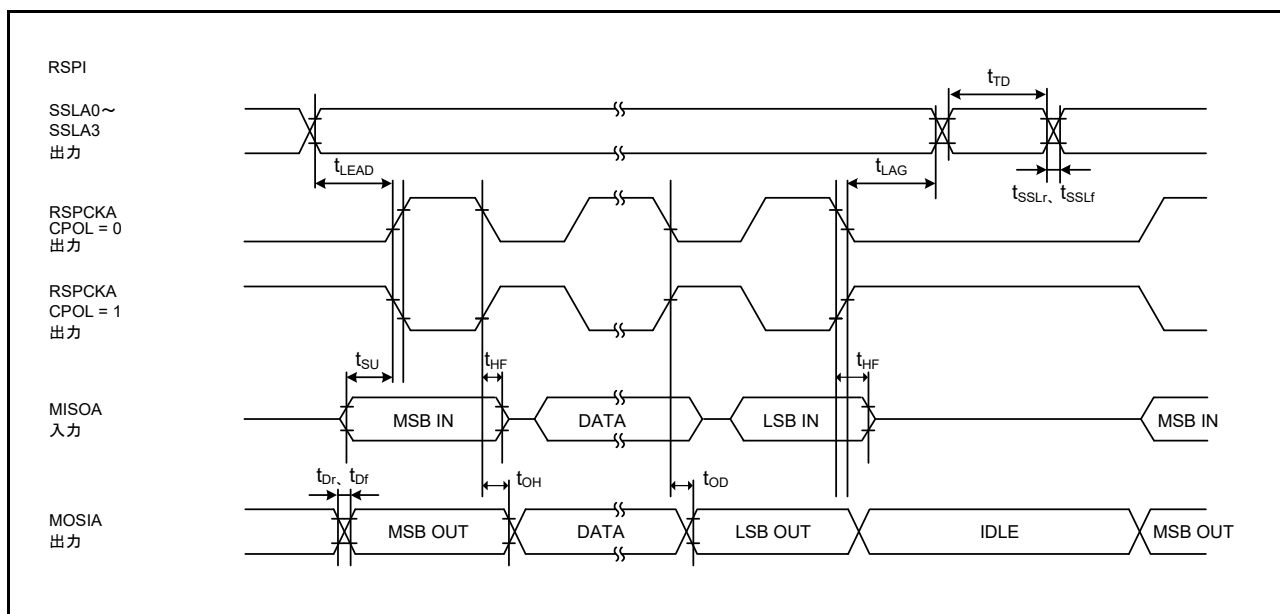 RSPI
SSLA0～
SSLA3
出力
tTD
tLEAD
tLAG
tSSLr、tSSLf
RSPCKA
CPOL = 0
出力
RSPCKA
CPOL = 1
出力
tSU
tHF
tHF
MISOA
入力
MSB IN
DATA
LSB IN
MSB IN
tDr、tDf
tOH
tOD
MOSIA
出力
MSB OUT
DATA
LSB OUT
IDLE
MSB OUT